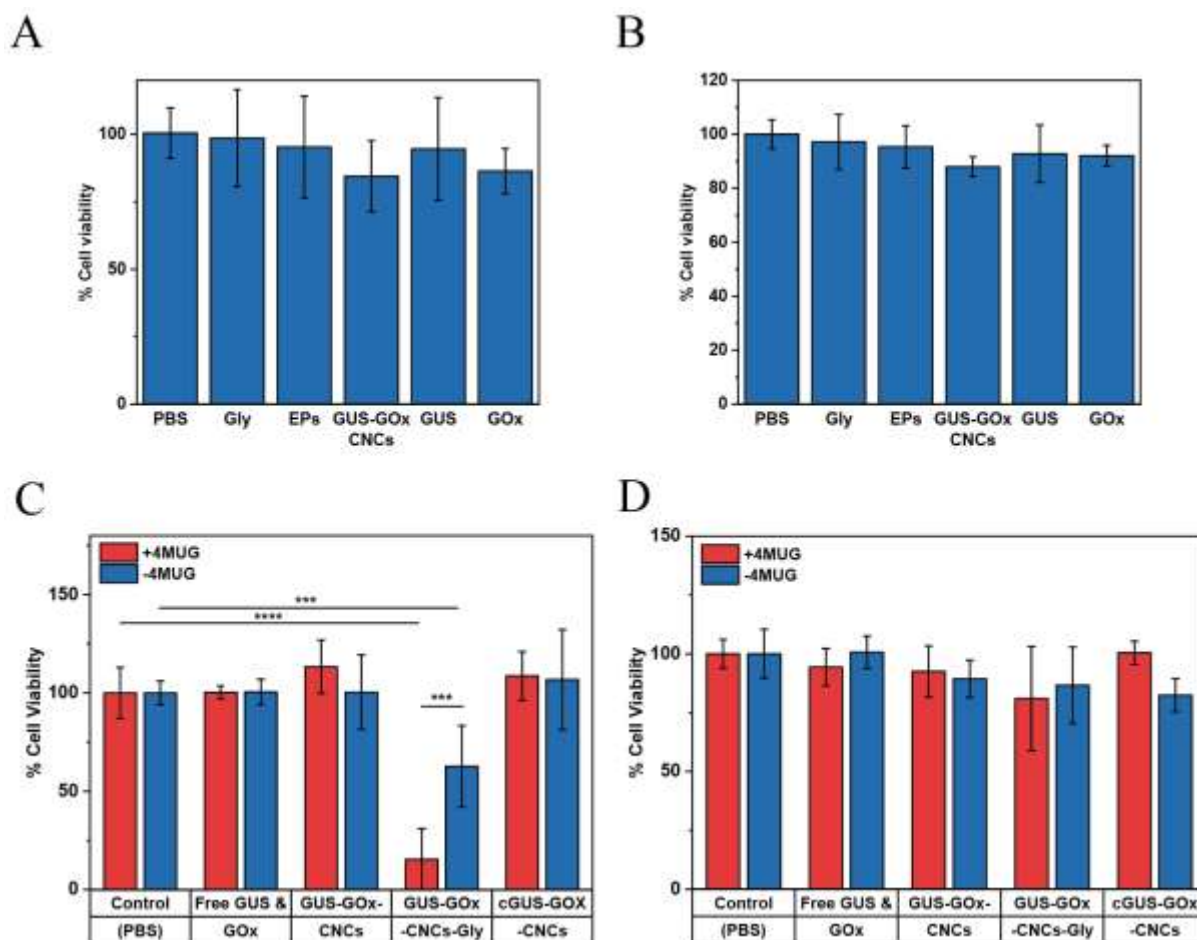 A
B
% Cell viability
100
50
0
PBS Gly EPs GUS-GOx GUS GOx
CNCs
% Cell viability
120
100
80
60
40
20
0
PBS Gly EPs GUS-GOx GUS GOx
CNCs
C
D
+4MUG
-4MUG
% Cell Viability
150
100
50
0
***
****
***
Control Free GUS & GUS-GOx- GUS-GOx cGUS-GOX
(PBS) GOx CNCs -CNCs-Gly -CNCs
+4MUG
-4MUG
% Cell Viability
150
100
50
0
Control Free GUS & GUS-GOx- GUS-GOx cGUS-GOx
(PBS) GOx CNCs -CNCs-Gly -CNCs